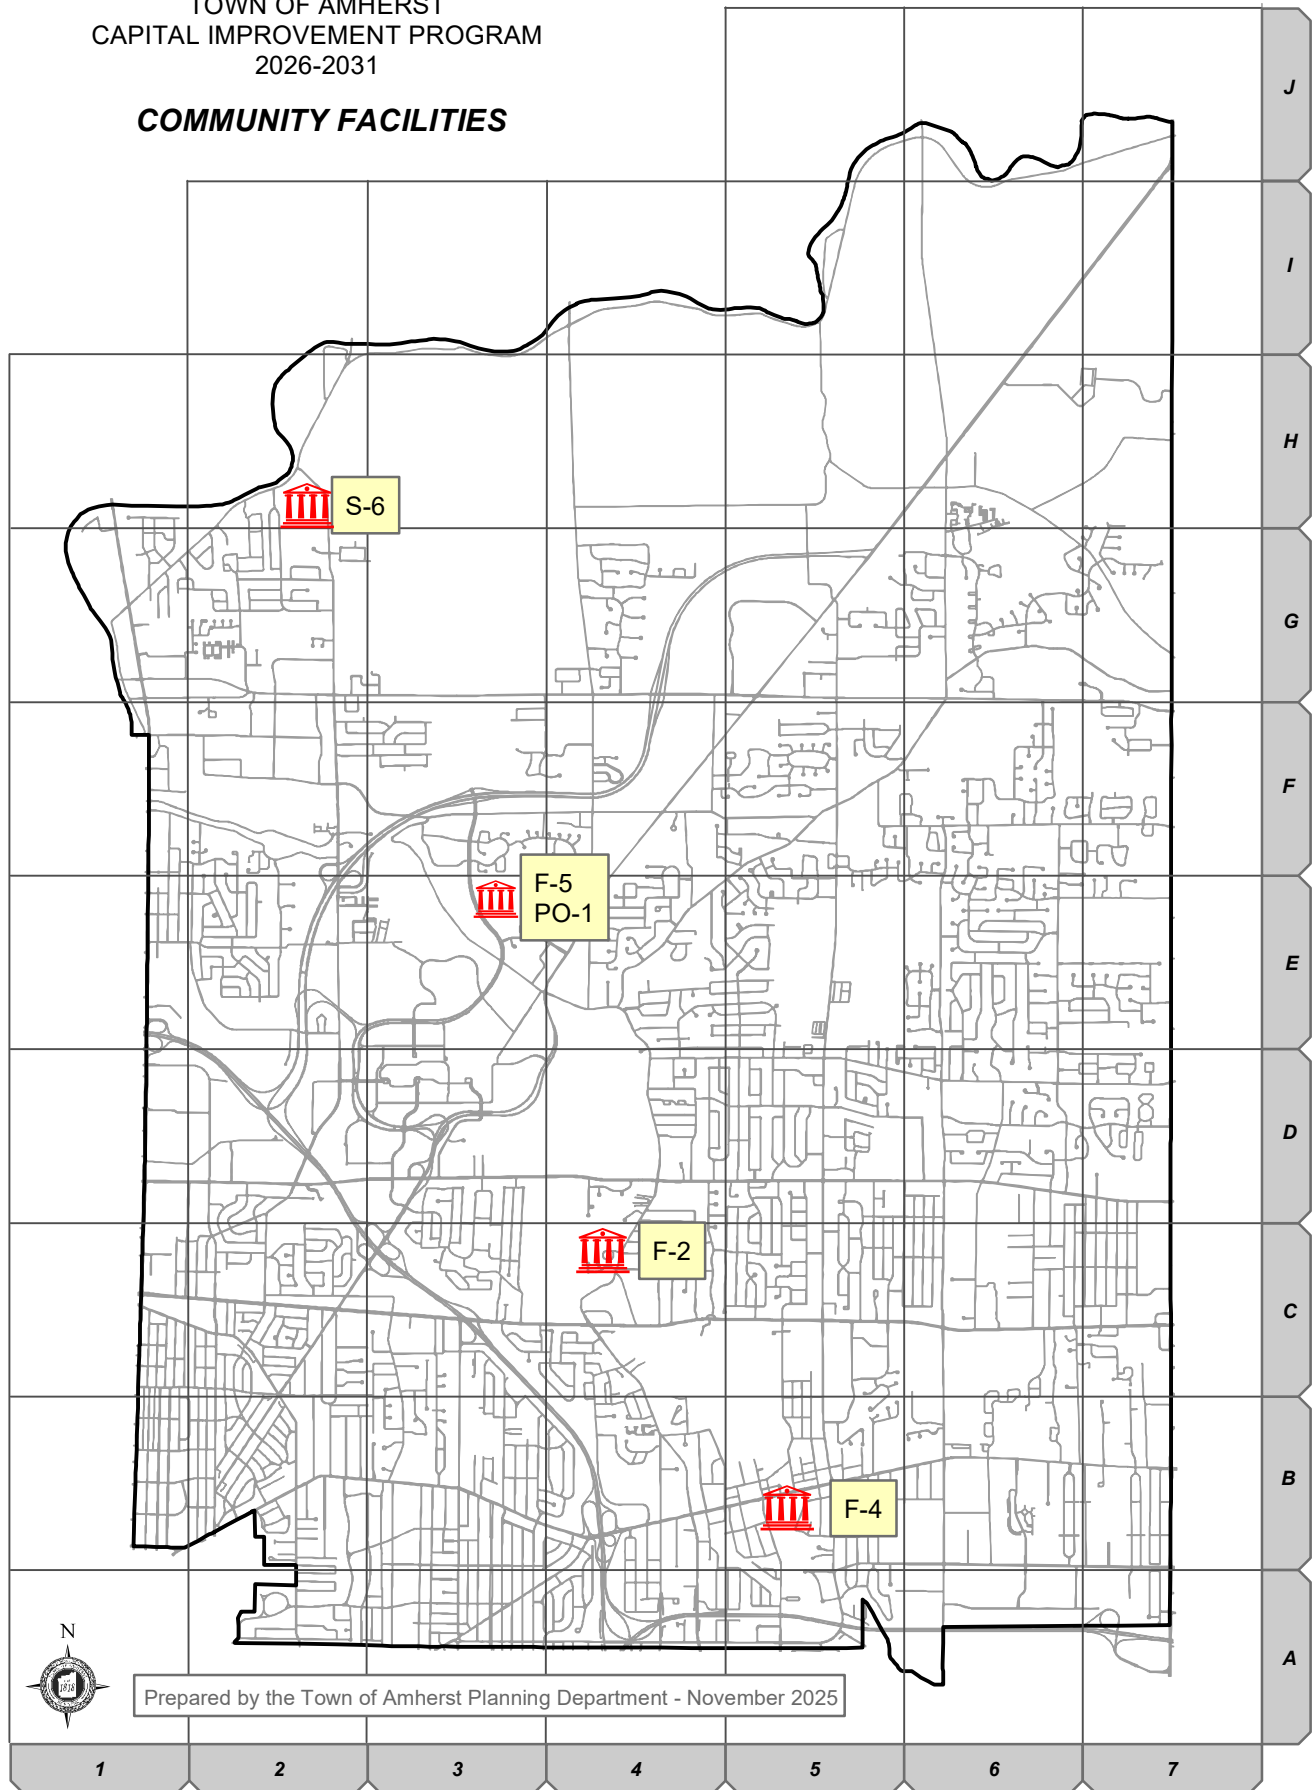 TOWN OF AMHERST
CAPITAL IMPROVEMENT PROGRAM
2026-2031
COMMUNITY FACILITIES
J
I
H
S-6
G
F
F-5
PO-1
E
D
F-2
C
B
F-4
A
N
1818
Prepared by the Town of Amherst Planning Department - November 2025
1
2
3
4
5
6
7